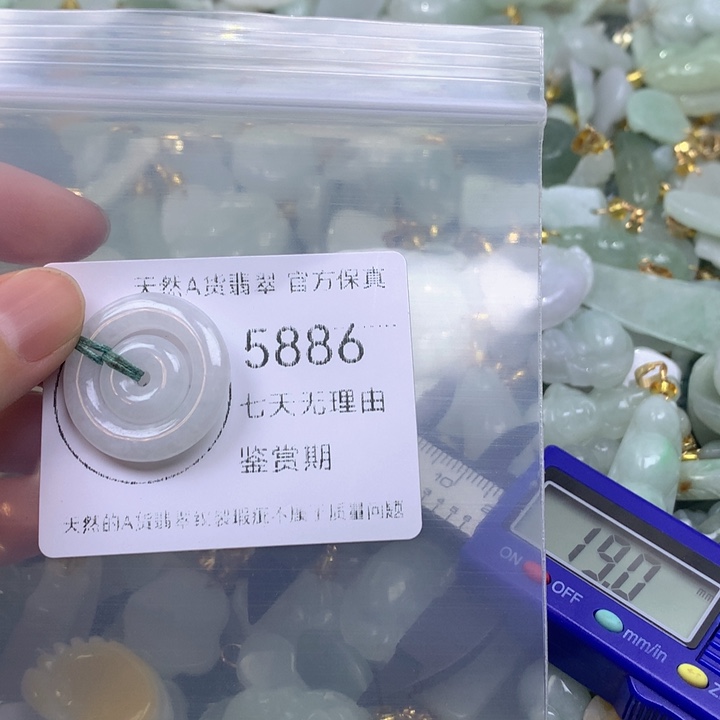 天然A货翡翠 官方保真
5886
七天无理由
鉴赏期
天然的A货翡翠纹裂瑕疵不属于质量问题
10
19.0
mm
ON
OFF
mm/in
Z